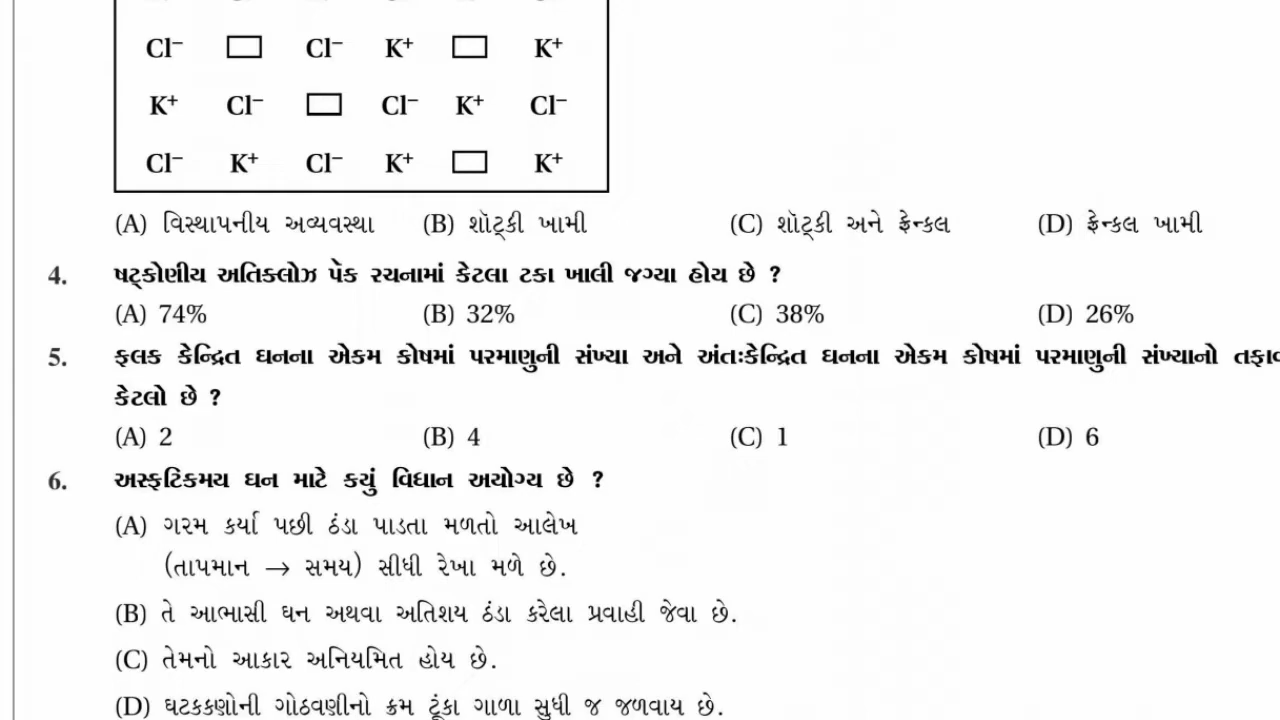 Cl⁻ □ Cl⁻ K⁺ □ K⁺
K⁺ Cl⁻ □ Cl⁻ K⁺ Cl⁻
Cl⁻ K⁺ Cl⁻ K⁺ □ K⁺
(A) વિસ્થાપનીય અવ્યવસ્થા (B) શૉટ્કી ખામી (C) શૉટ્કી અને ફ્રેન્કલ (D) ફ્રેન્કલ ખામી
4. ષટ્કોણીય અતિક્લોઝ પૅક રચનામાં કેટલા ટકા ખાલી જગ્યા હોય છે ?
(A) 74% (B) 32% (C) 38% (D) 26%
5. ફલક કેન્દ્રિત ઘનના એકમ કોષમાં પરમાણુની સંખ્યા અને અંતઃકેન્દ્રિત ઘનના એકમ કોષમાં પરમાણુની સંખ્યાનો
કેટલો છે ?
(A) 2 (B) 4 (C) 1 (D) 6
6. અસ્ફટિકમય ઘન માટે કયું વિધાન અયોગ્ય છે ?
(A) ગરમ કર્યા પછી ઠંડા પાડતા મળતો આલેખ
(તાપમાન → સમય) સીધી રેખા મળે છે.
(B) તે આભાસી ઘન અથવા અતિશય ઠંડા કરેલા પ્રવાહી જેવા છે.
(C) તેમનો આકાર અનિયમિત હોય છે.
(D) ઘટકકણોની ગોઠવણીનો ક્રમ ટૂંકા ગાળા સુધી જ જળવાય છે.